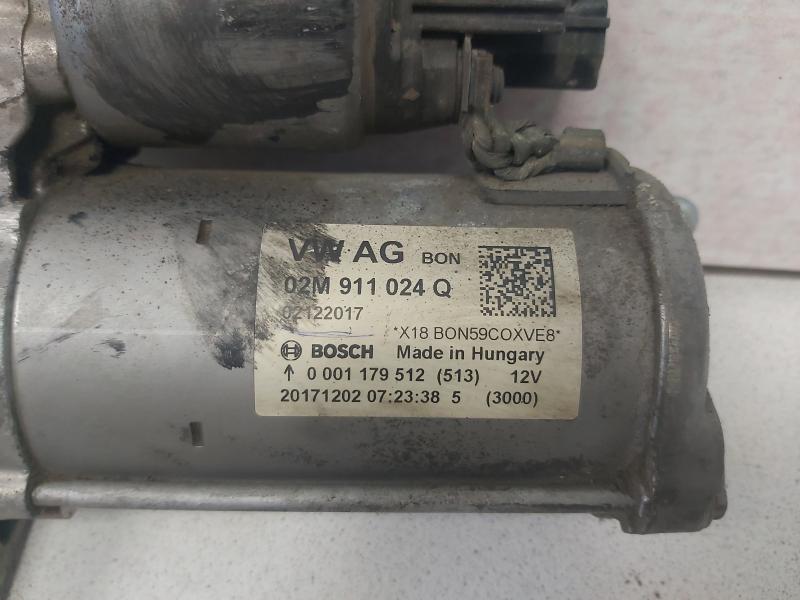 VW AG BON
02M 911 024 Q
02122017
*X18 BON59COXVE8*
BOSCH Made in Hungary
↑ 0 001 179 512 (513) 12V
20171202 07:23:38 5 (3000)